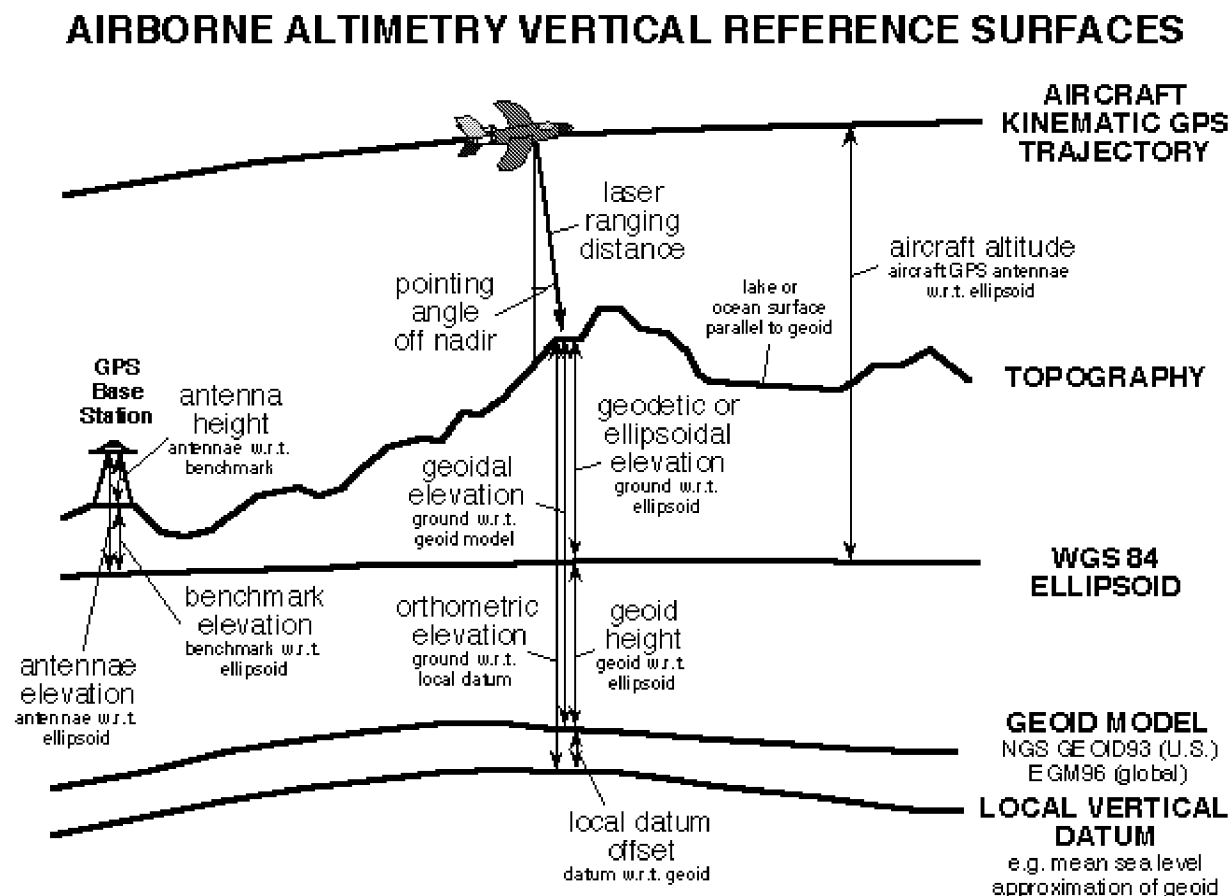 AIRBORNE ALTIMETRY VERTICAL REFERENCE SURFACES
AIRCRAFT
KINEMATIC GPS
TRAJECTORY
laser
ranging
distance
aircraft altitude
aircraft GPS antennae
w.r.t. ellipsoid
pointing
angle
off nadir
lake or
ocean surface
parallel to geoid
GPS
Base
Station
TOPOGRAPHY
antenna
height
antennae w.r.t.
benchmark
geodetic or
ellipsoidal
elevation
ground w.r.t.
ellipsoid
geoidal
elevation
ground w.r.t.
geoid model
WGS 84
ELLIPSOID
benchmark
elevation
benchmark w.r.t.
ellipsoid
orthometric
elevation
ground w.r.t.
local datum
geoid
height
geoid w.r.t.
ellipsoid
antennae
elevation
antennae w.r.t.
ellipsoid
GEOID MODEL
NGS GEOID93 (U.S.)
EGM96 (global)
LOCAL VERTICAL
DATUM
e.g. mean sea level
approximation of geoid
local datum
offset
datum w.r.t. geoid